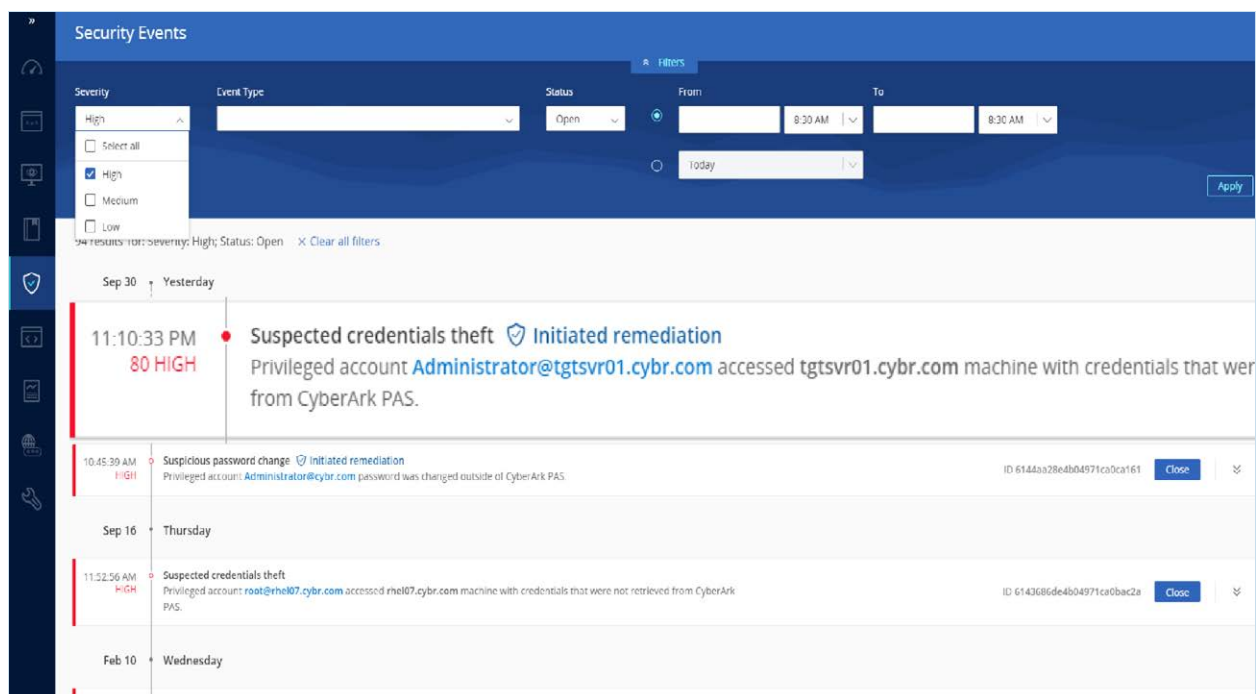 »
Security Events
Filters
Severity
Event Type
Status
From
To
High
Open
8:30 AM
8:30 AM
Select all
High
Medium
Low
Today
Apply
94 results for: Severity: High; Status: Open × Clear all filters
Sep 30 Yesterday
11:10:33 PM
80 HIGH
Suspected credentials theft Initiated remediation
Privileged account Administrator@tgtsvr01.cybr.com accessed tgtsvr01.cybr.com machine with credentials that wer
from CyberArk PAS.
10:45:39 AM
HIGH
Suspicious password change Initiated remediation
Privileged account Administrator@cybr.com password was changed outside of CyberArk PAS.
ID 6144aa28e4b04971ca0ca161
Close
Sep 16 Thursday
11:52:56 AM
HIGH
Suspected credentials theft
Privileged account root@rhel07.cybr.com accessed rhel07.cybr.com machine with credentials that were not retrieved from CyberArk
PAS.
ID 6143686de4b04971ca0bac2a
Close
Feb 10 Wednesday